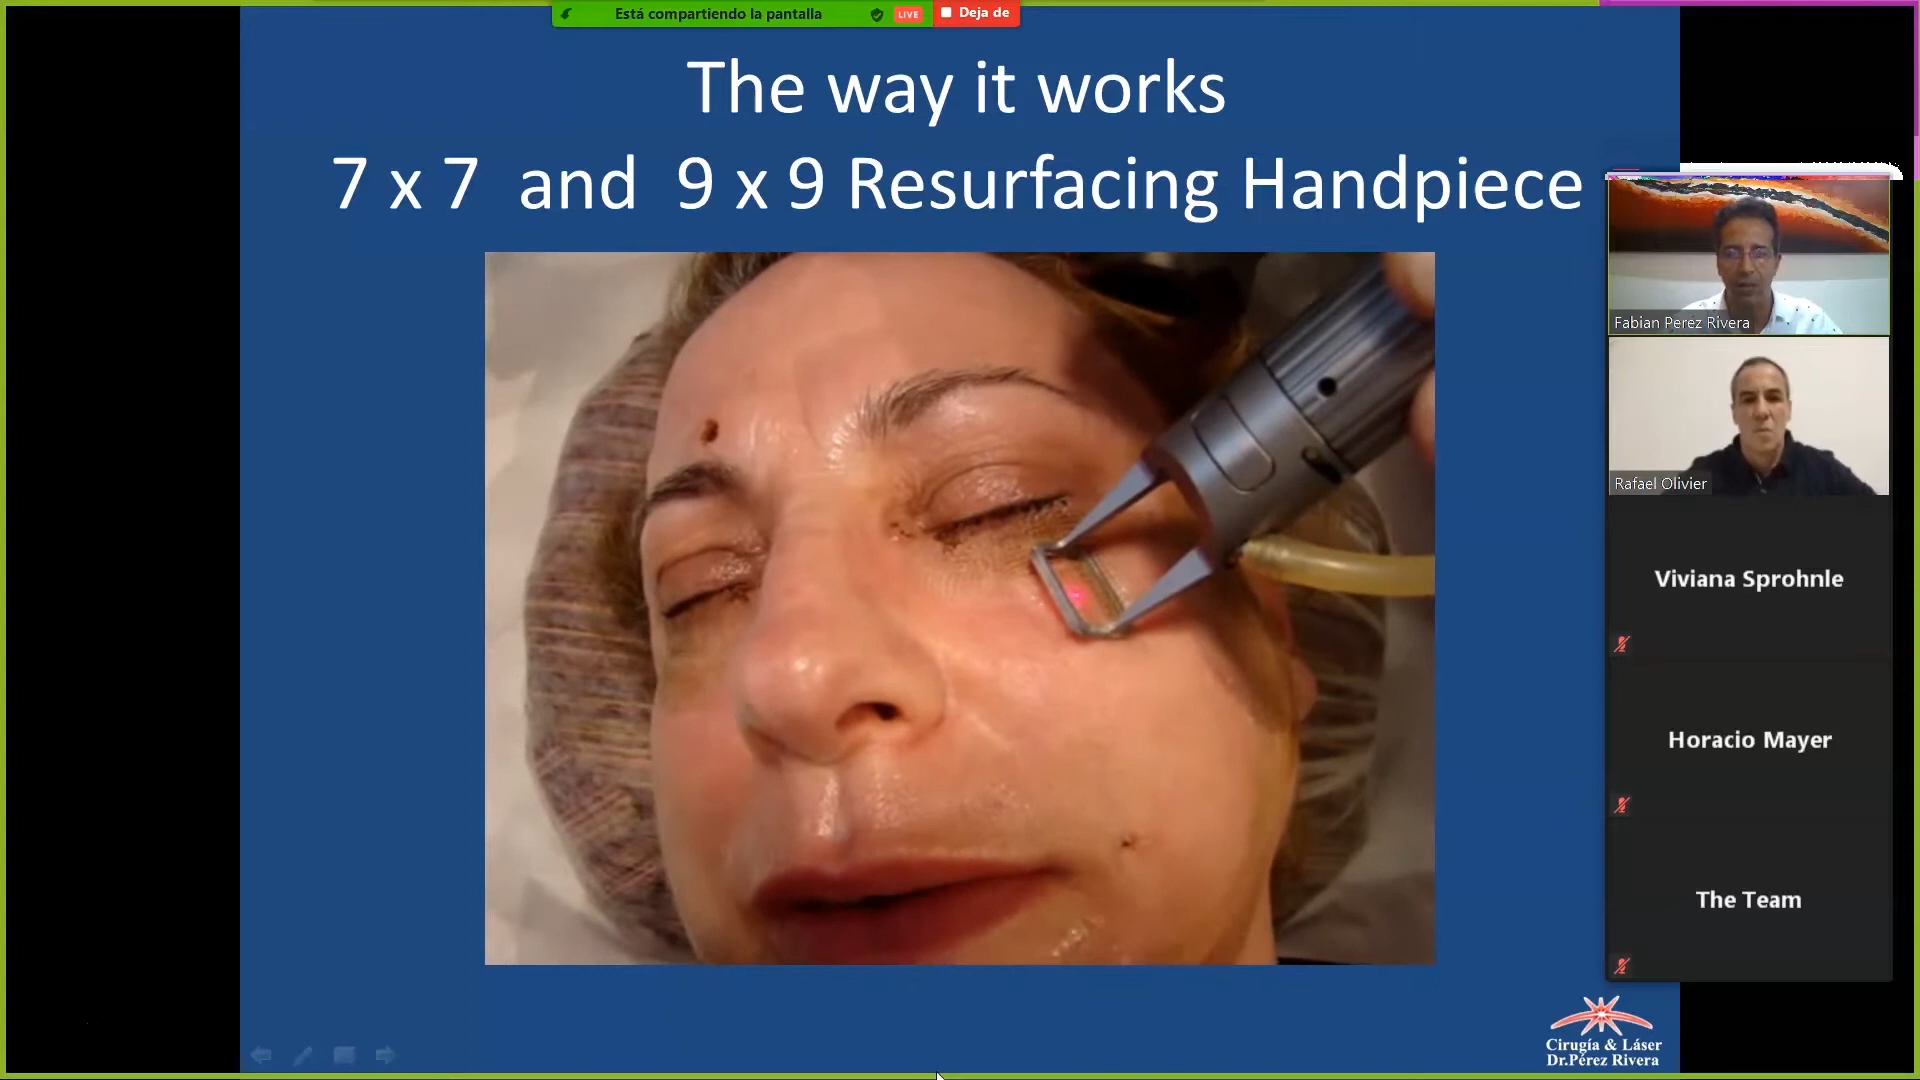 Está compartiendo la pantalla
LIVE
Deja de
The way it works
7 x 7 and 9 x 9 Resurfacing Handpiece
Fabian Perez Rivera
Rafael Olivier
Viviana Sprohnle
Horacio Mayer
The Team
Cirugía & Láser
Dr.Pérez Rivera